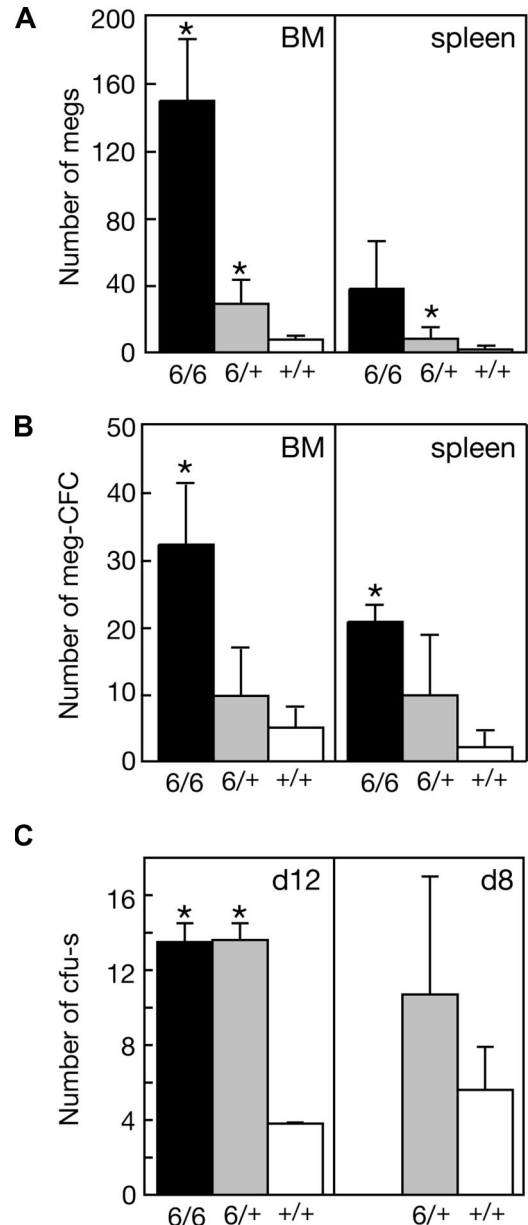 A
Number of megs
200
160
120
80
40
0
BM
spleen
*
*
*
6/6 6/+ +/+
6/6 6/+ +/+
B
Number of meg-CFC
50
40
30
20
10
0
BM
spleen
*
*
6/6 6/+ +/+
6/6 6/+ +/+
C
Number of cfu-s
16
12
8
4
0
d12
d8
* *
6/6 6/+ +/+
6/+ +/+